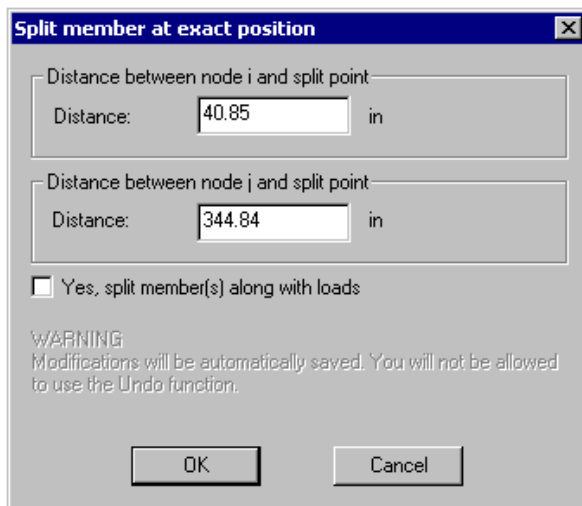 Split member at exact position
Distance between node i and split point
Distance: 40.85 in
Distance between node j and split point
Distance: 344.84 in
Yes, split member(s) along with loads
WARNING
Modifications will be automatically saved. You will not be allowed
to use the Undo function.
OK Cancel